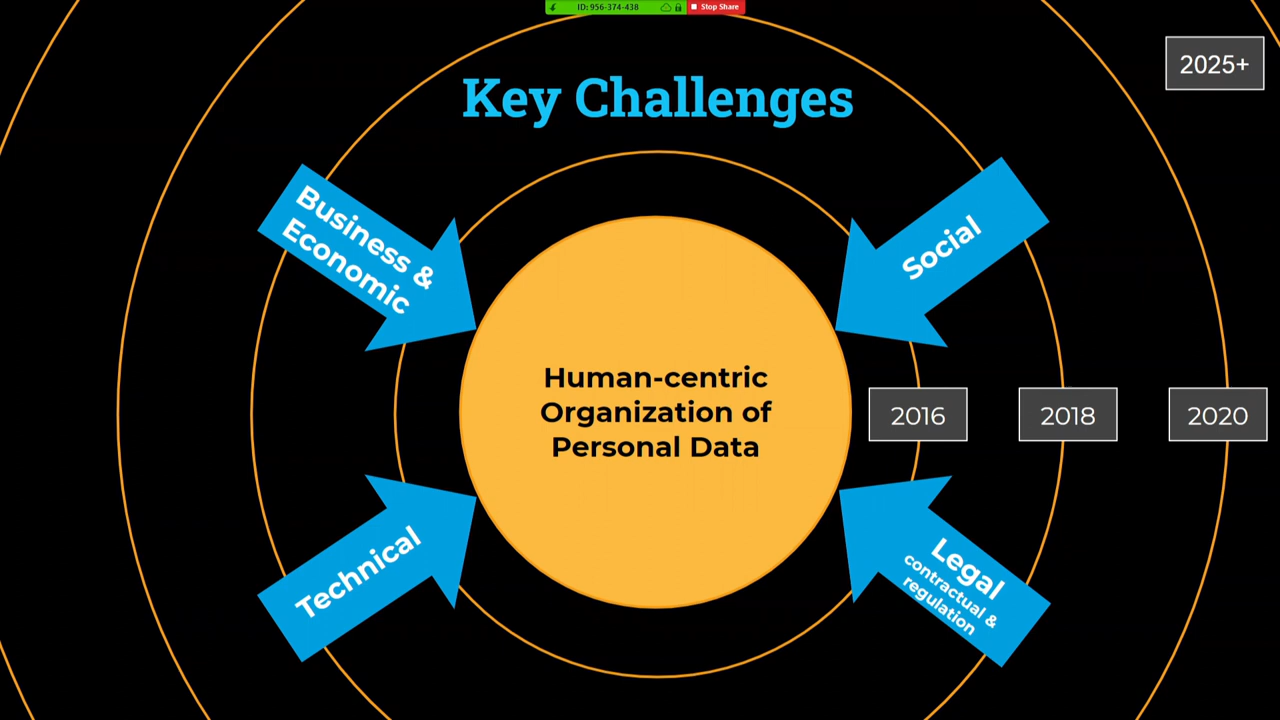 ID: 956-374-438
Stop Share
2025+
Key Challenges
Business &
Economic
Social
Human-centric
Organization of
Personal Data
2016
2018
2020
Technical
Legal
contractual &
regulation